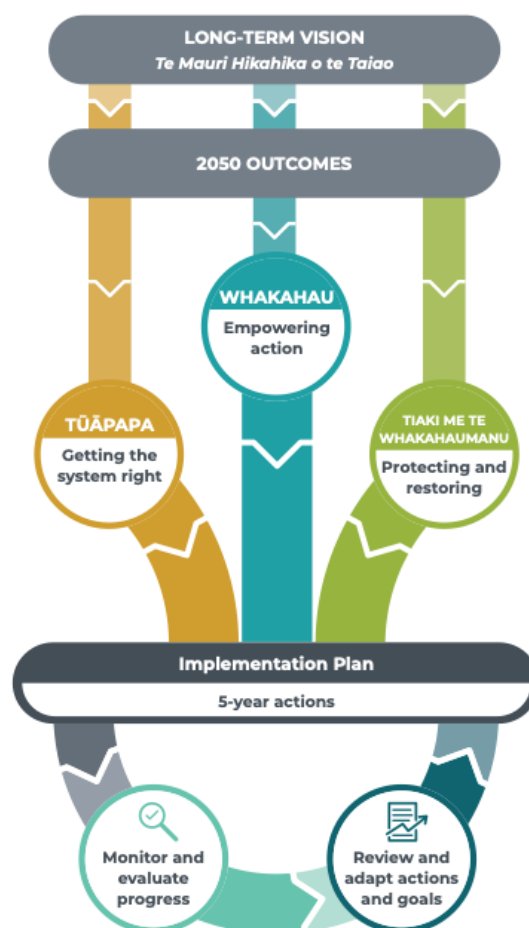 LONG-TERM VISION
Te Mauri Hikahika o te Taiao
2050 OUTCOMES
WHAKAHAU
Empowering
action
TŪĀPAPA
Getting the
system right
TIAKI ME TE
WHAKAHAUMANU
Protecting and
restoring
Implementation Plan
5-year actions
Monitor and
evaluate
progress
Review and
adapt actions
and goals